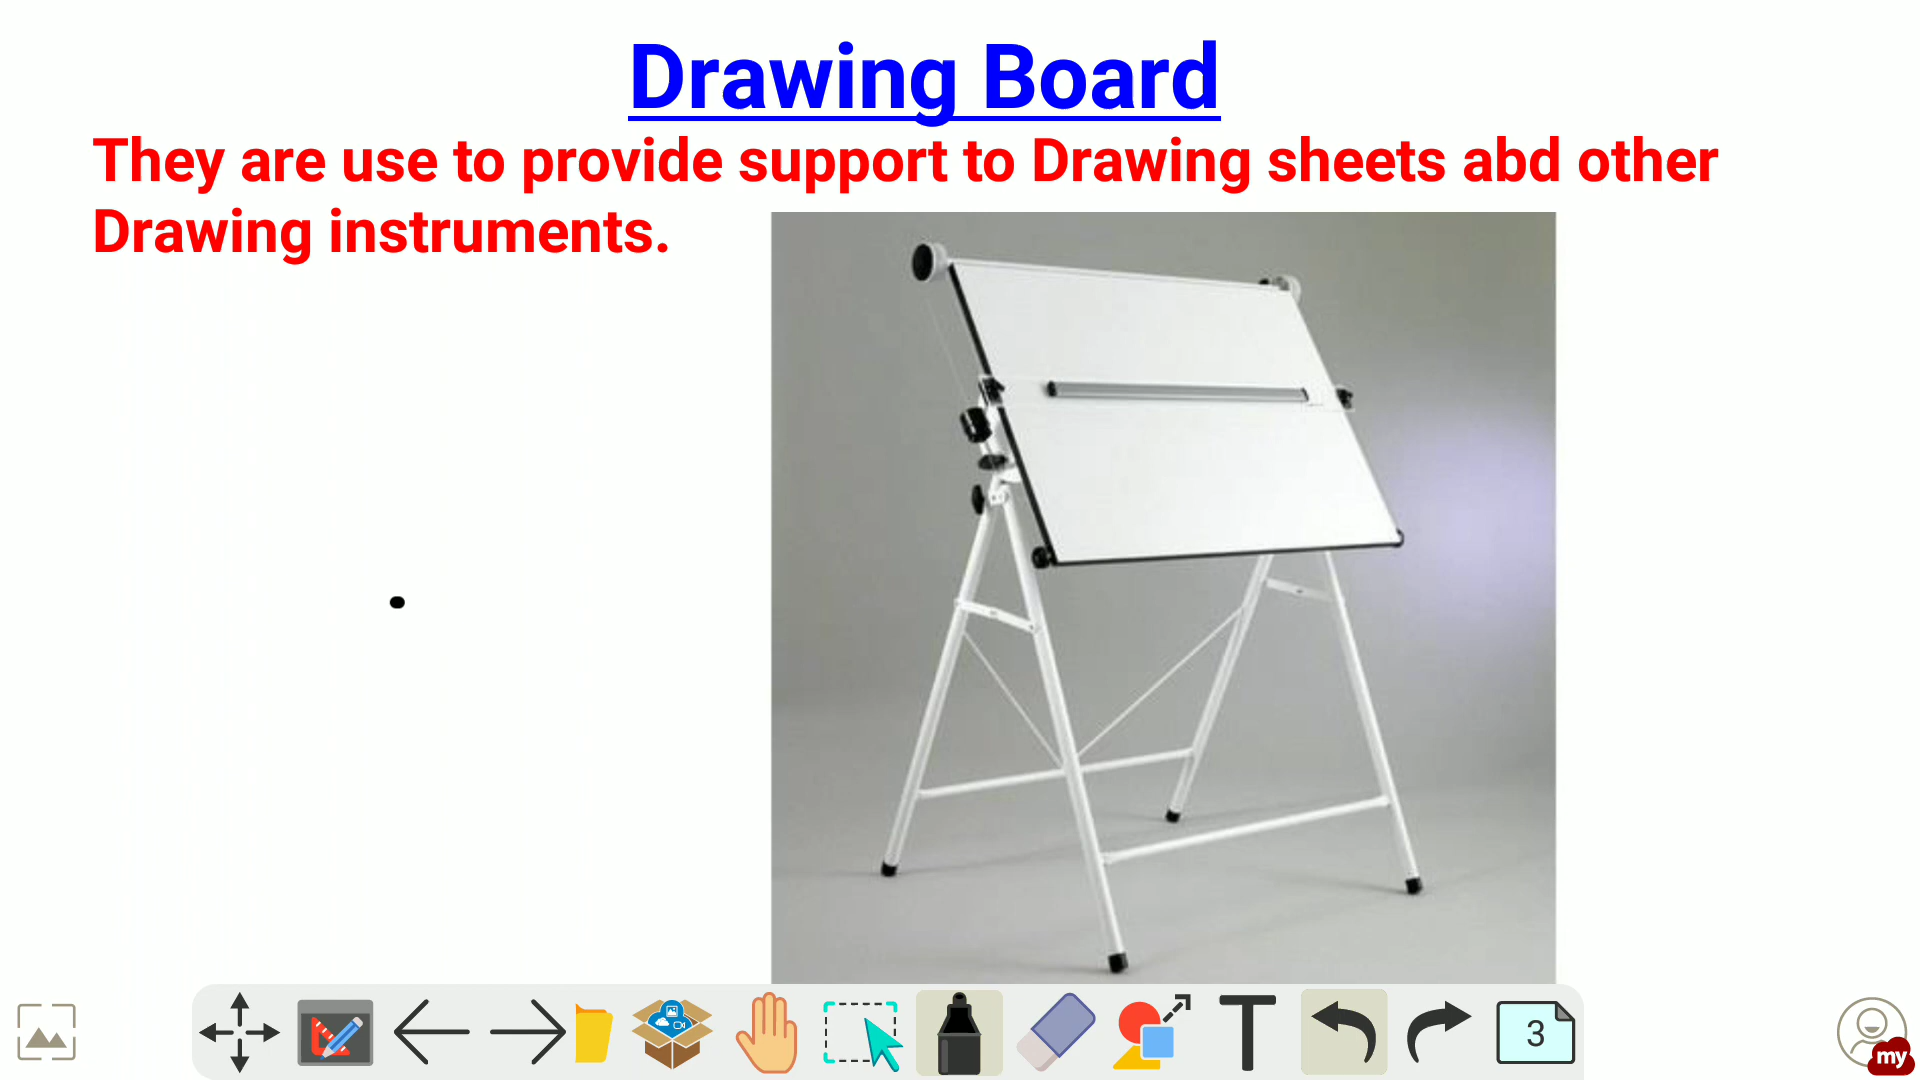 Drawing Board
They are use to provide support to Drawing sheets abd other
Drawing instruments.
3
my